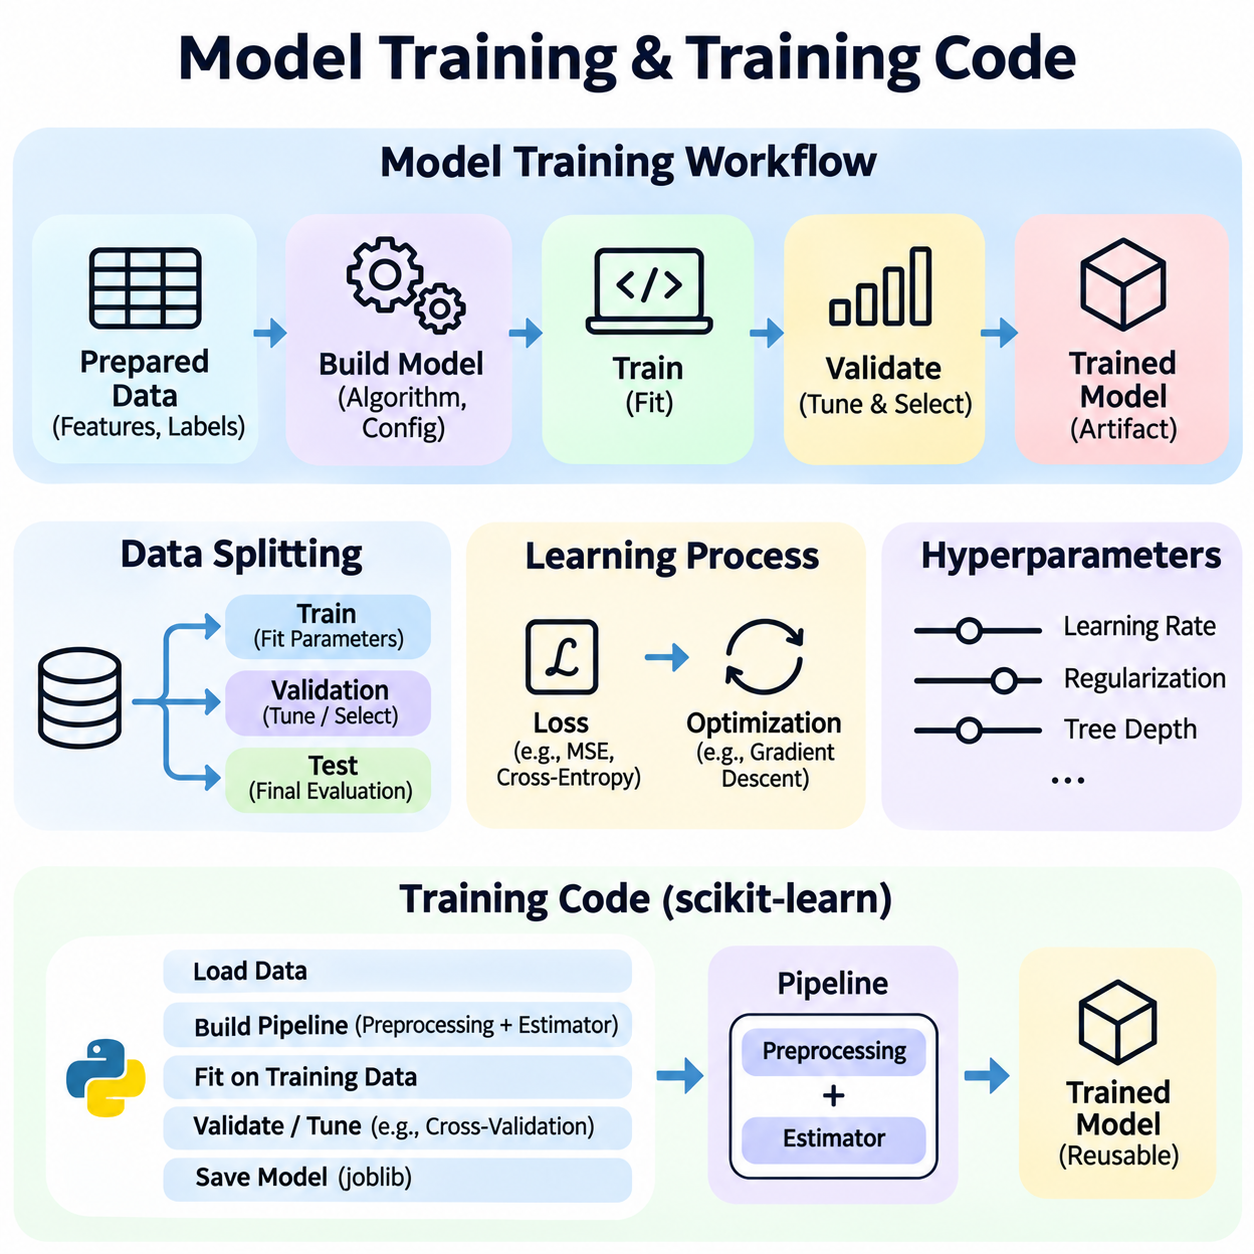 Model Training & Training Code
Model Training Workflow
Prepared
Data
(Features, Labels)
Build Model
(Algorithm,
Config)
</>
Train
(Fit)
Validate
(Tune & Select)
Trained
Model
(Artifact)
Data Splitting
Train
(Fit Parameters)
Validation
(Tune / Select)
Test
(Final Evaluation)
Learning Process
ℒ
Loss
(e.g., MSE,
Cross-Entropy)
Optimization
(e.g., Gradient
Descent)
Hyperparameters
Learning Rate
Regularization
Tree Depth
...
Training Code (scikit-learn)
Load Data
Build Pipeline (Preprocessing + Estimator)
Fit on Training Data
Validate / Tune (e.g., Cross-Validation)
Save Model (joblib)
Pipeline
Preprocessing
+
Estimator
Trained
Model
(Reusable)